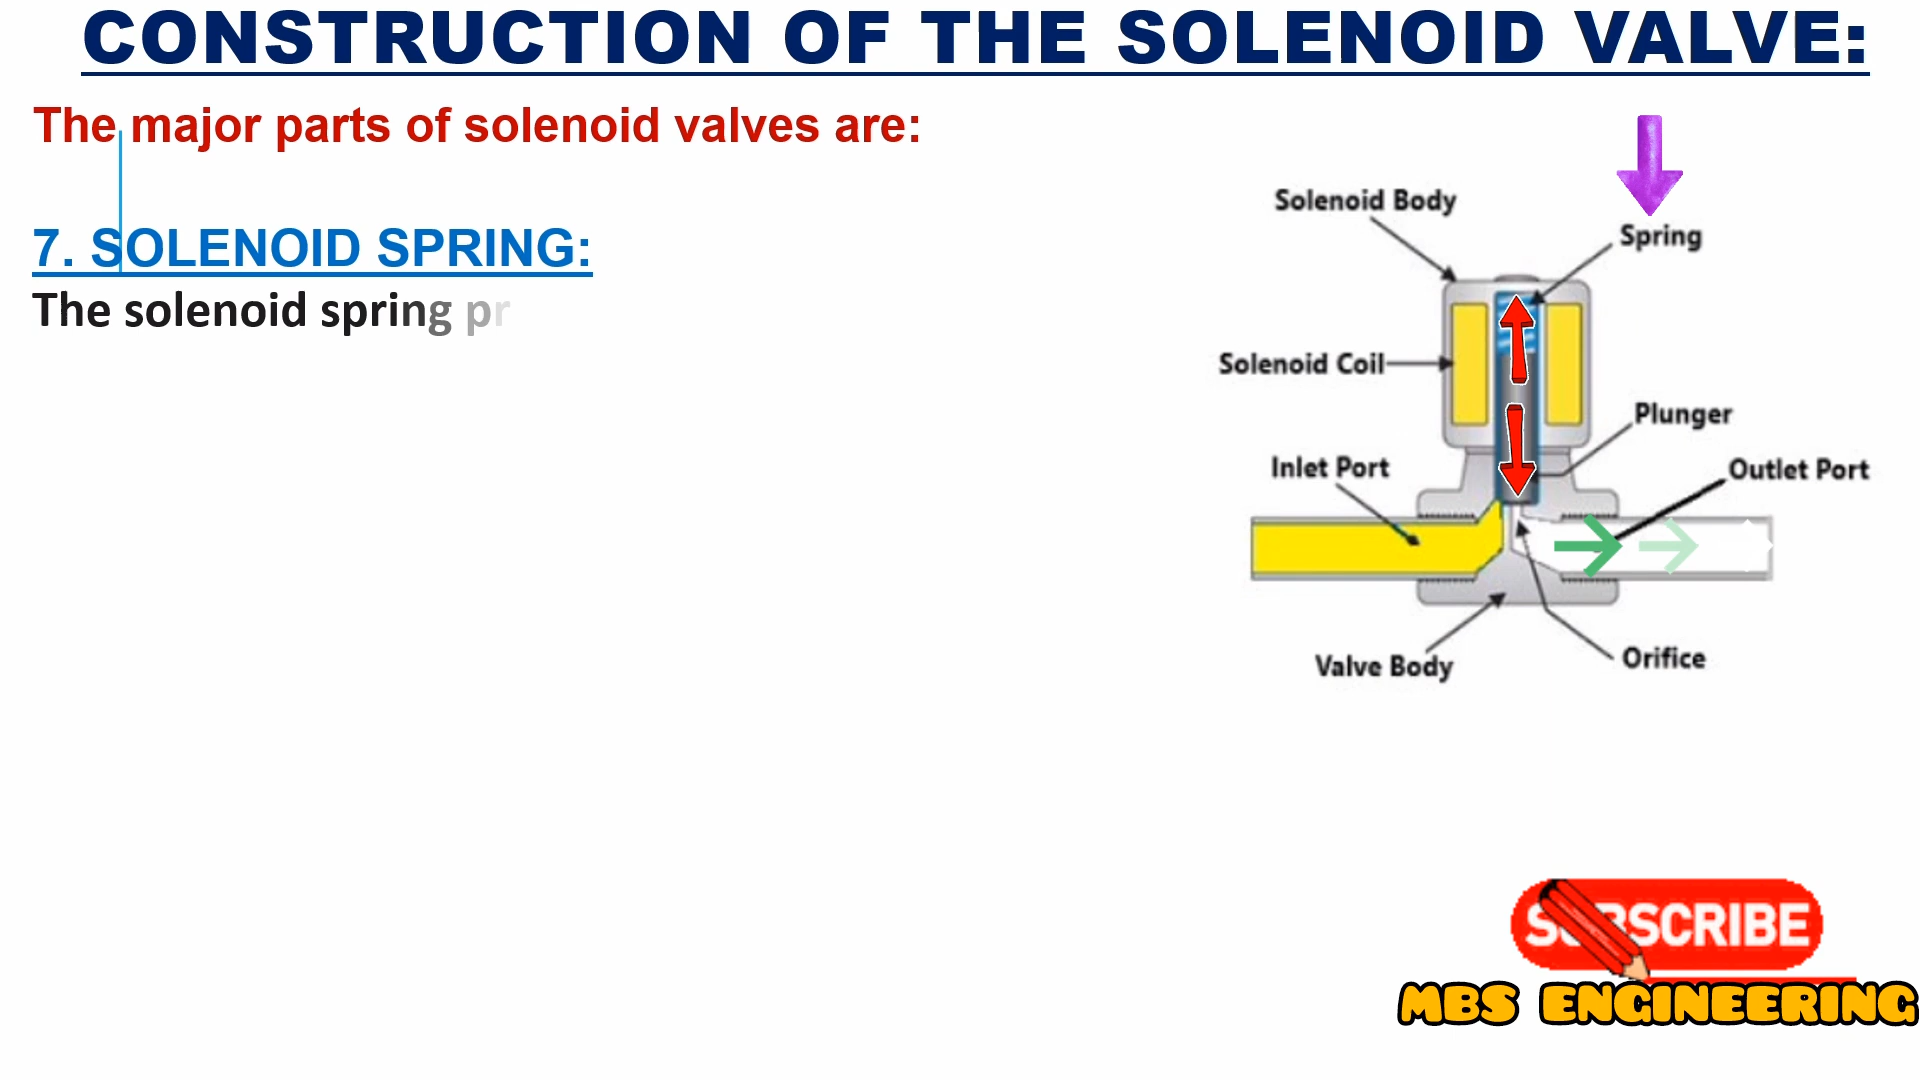 CONSTRUCTION OF THE SOLENOID VALVE:
The major parts of solenoid valves are:
7. SOLENOID SPRING:
The solenoid spring pr
Solenoid Body
Spring
Solenoid Coil
Plunger
Inlet Port
Outlet Port
Valve Body
Orifice
SUBSCRIBE
MBS ENGINEERING